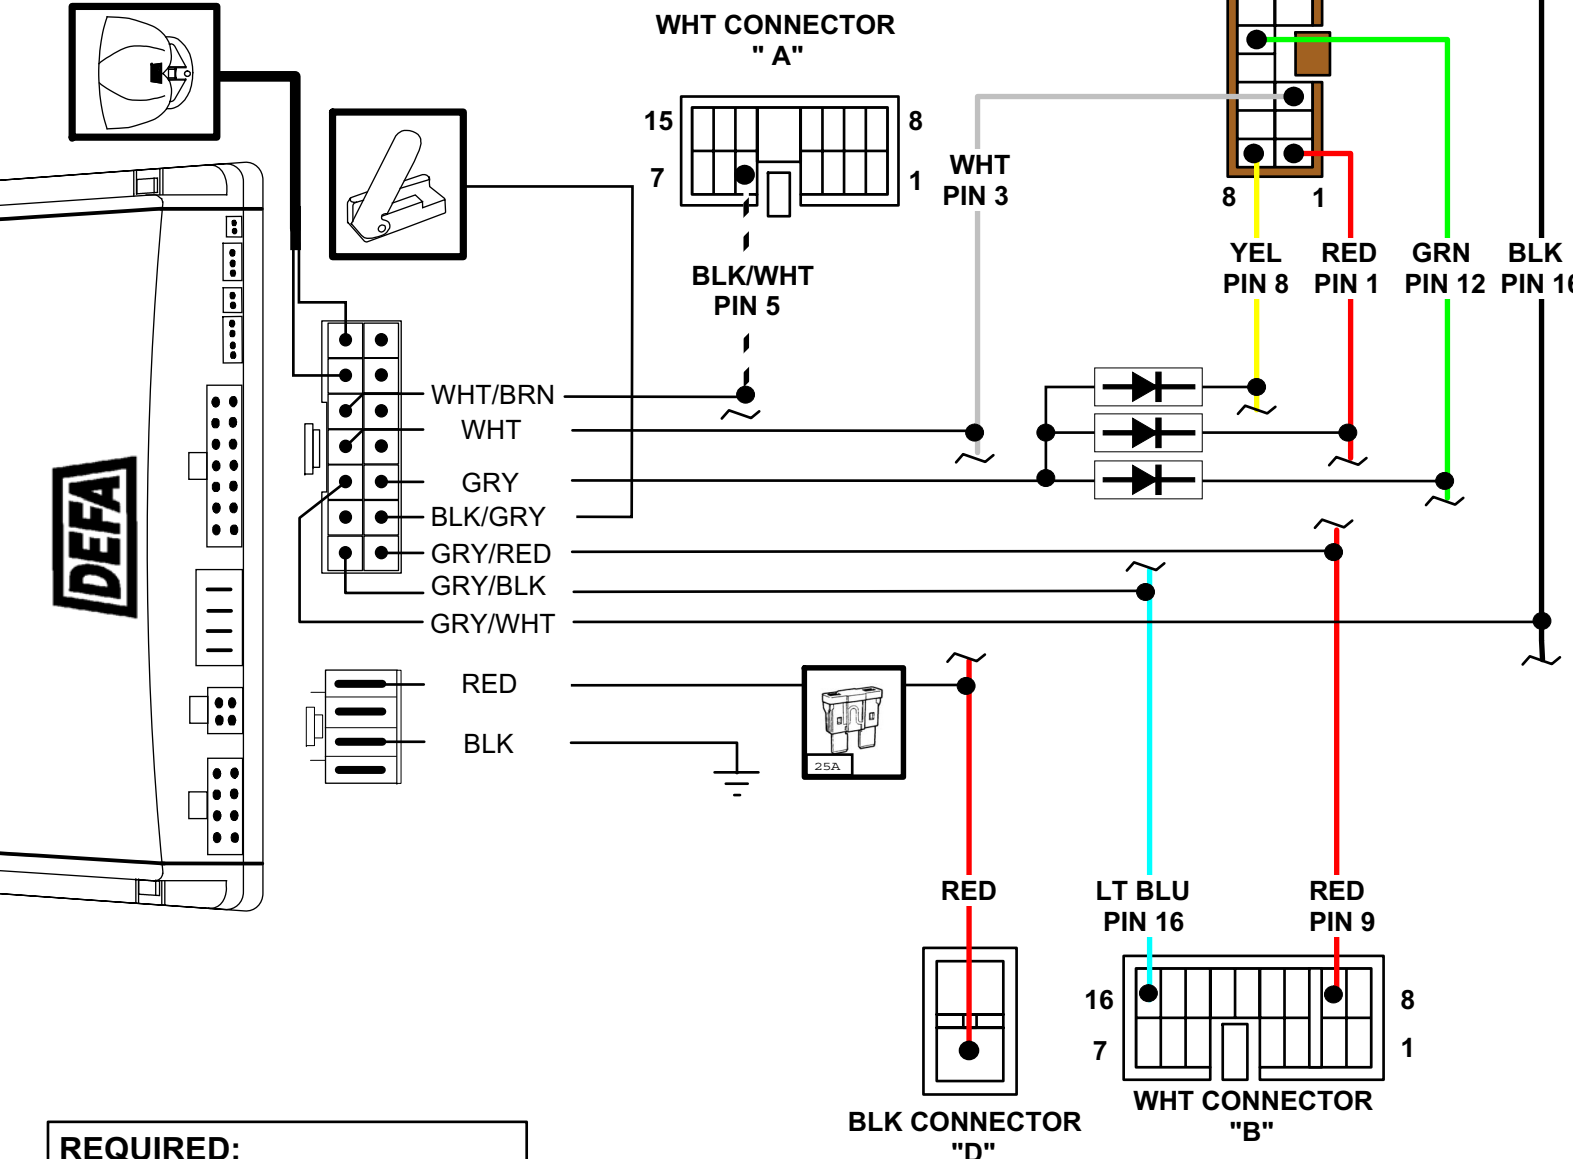 WHT CONNECTOR
" A"
15
8
7
1
WHT
PIN 3
8
1
BLK/WHT
PIN 5
YEL
PIN 8
RED
PIN 1
GRN
PIN 12
BLK
PIN 16
WHT/BRN
WHT
GRY
BLK/GRY
GRY/RED
GRY/BLK
GRY/WHT
DEFA
RED
BLK
25A
RED
LT BLU
PIN 16
RED
PIN 9
16
8
7
1
WHT CONNECTOR
"B"
BLK CONNECTOR
"D"
REQUIRED: